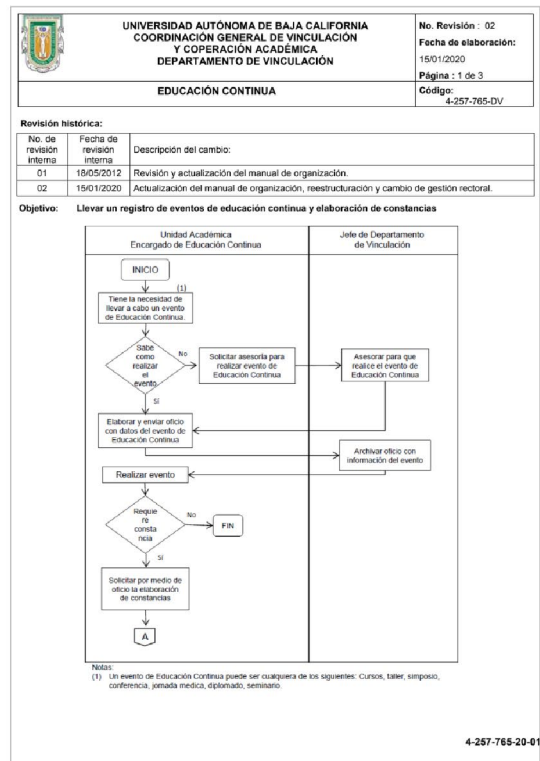 UNIVERSIDAD AUTÓNOMA DE BAJA CALIFORNIA
COORDINACIÓN GENERAL DE VINCULACIÓN
Y COPERACIÓN ACADÉMICA
DEPARTAMENTO DE VINCULACIÓN
No. Revisión : 02
Fecha de elaboración:
15/01/2020
Página : 1 de 3
EDUCACIÓN CONTINUA
Código:
4-257-765-DV
Revisión histórica:
No. de revisión interna
Fecha de revisión interna
Descripción del cambio:
01 18/05/2012 Revisión y actualización del manual de organización.
02 15/01/2020 Actualización del manual de organización, reestructuración y cambio de gestión rectoral.
Objetivo: Llevar un registro de eventos de educación continua y elaboración de constancias
Unidad Académica
Encargado de Educación Continua
Jefe de Departamento
de Vinculación
INICIO
(1)
Tiene la necesidad de
llevar a cabo un evento
de Educación Continua.
Sabe
como
realizar
el
evento
No
Solicitar asesoría para
realizar evento de
Educación Continua
Asesorar para que
realice el evento de
Educación Continua
Sí
Elaborar y enviar oficio
con datos del evento de
Educación Continua
Archivar oficio con
información del evento
Realizar evento
Requie
re
consta
ncia
No
FIN
Sí
Solicitar por medio de
oficio la elaboración
de constancias
A
Notas:
(1) Un evento de Educación Continua puede ser cualquiera de los siguientes: Cursos, taller, simposio,
conferencia, jornada medica, diplomado, seminario.
4-257-765-20-01